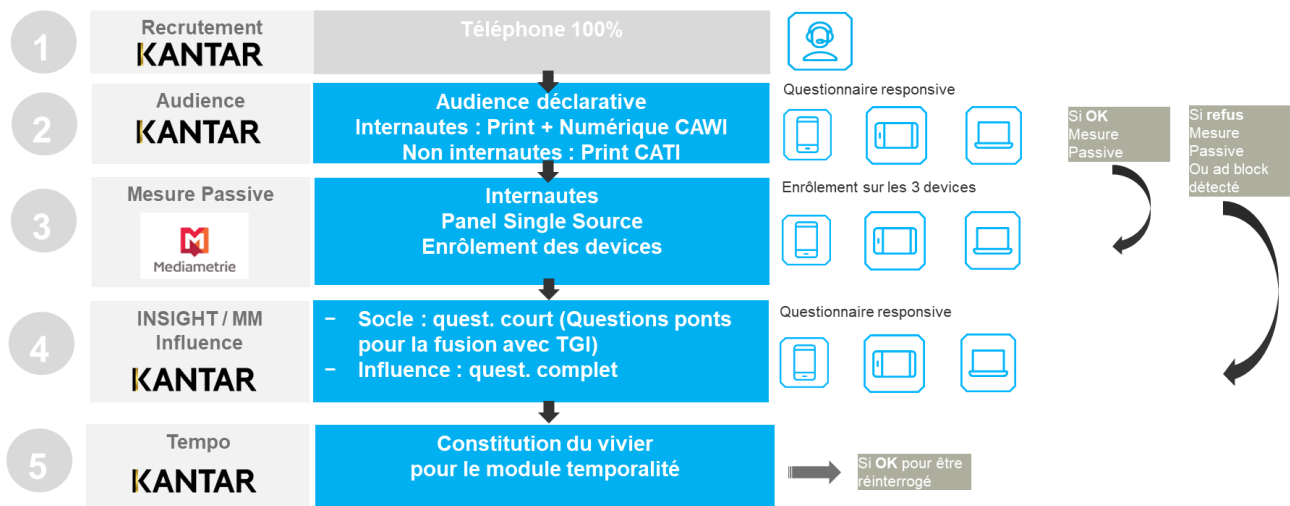 1
Recrutement
KANTAR
Téléphone 100%
2
Audience
KANTAR
Audience déclarative
Internautes : Print + Numérique CAWI
Non internautes : Print CATI
Questionnaire responsive
Si OK
Mesure
Passive
Si refus
Mesure
Passive
Ou ad block
détecté
3
Mesure Passive
Mediametrie
Internautes
Panel Single Source
Enrôlement des devices
Enrôlement sur les 3 devices
4
INSIGHT / MM
Influence
KANTAR
− Socle : quest. court (Questions ponts
pour la fusion avec TGI)
− Influence : quest. complet
Questionnaire responsive
5
Tempo
KANTAR
Constitution du vivier
pour le module temporalité
Si OK pour être
réinterrogé